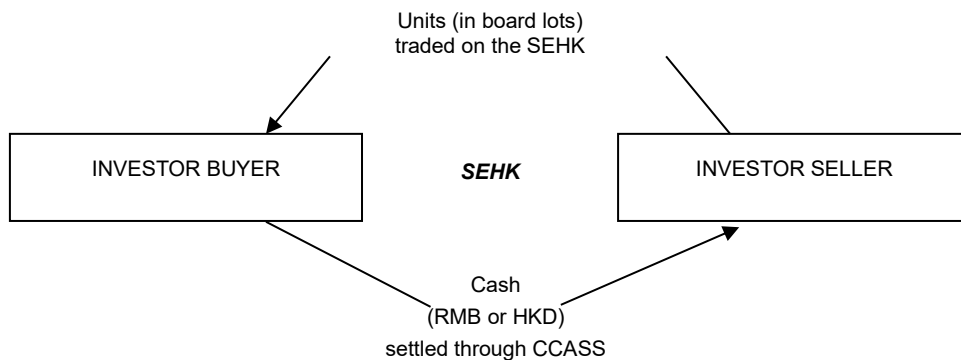 Units (in board lots)
traded on the SEHK
INVESTOR BUYER
SEHK
INVESTOR SELLER
Cash
(RMB or HKD)
settled through CCASS